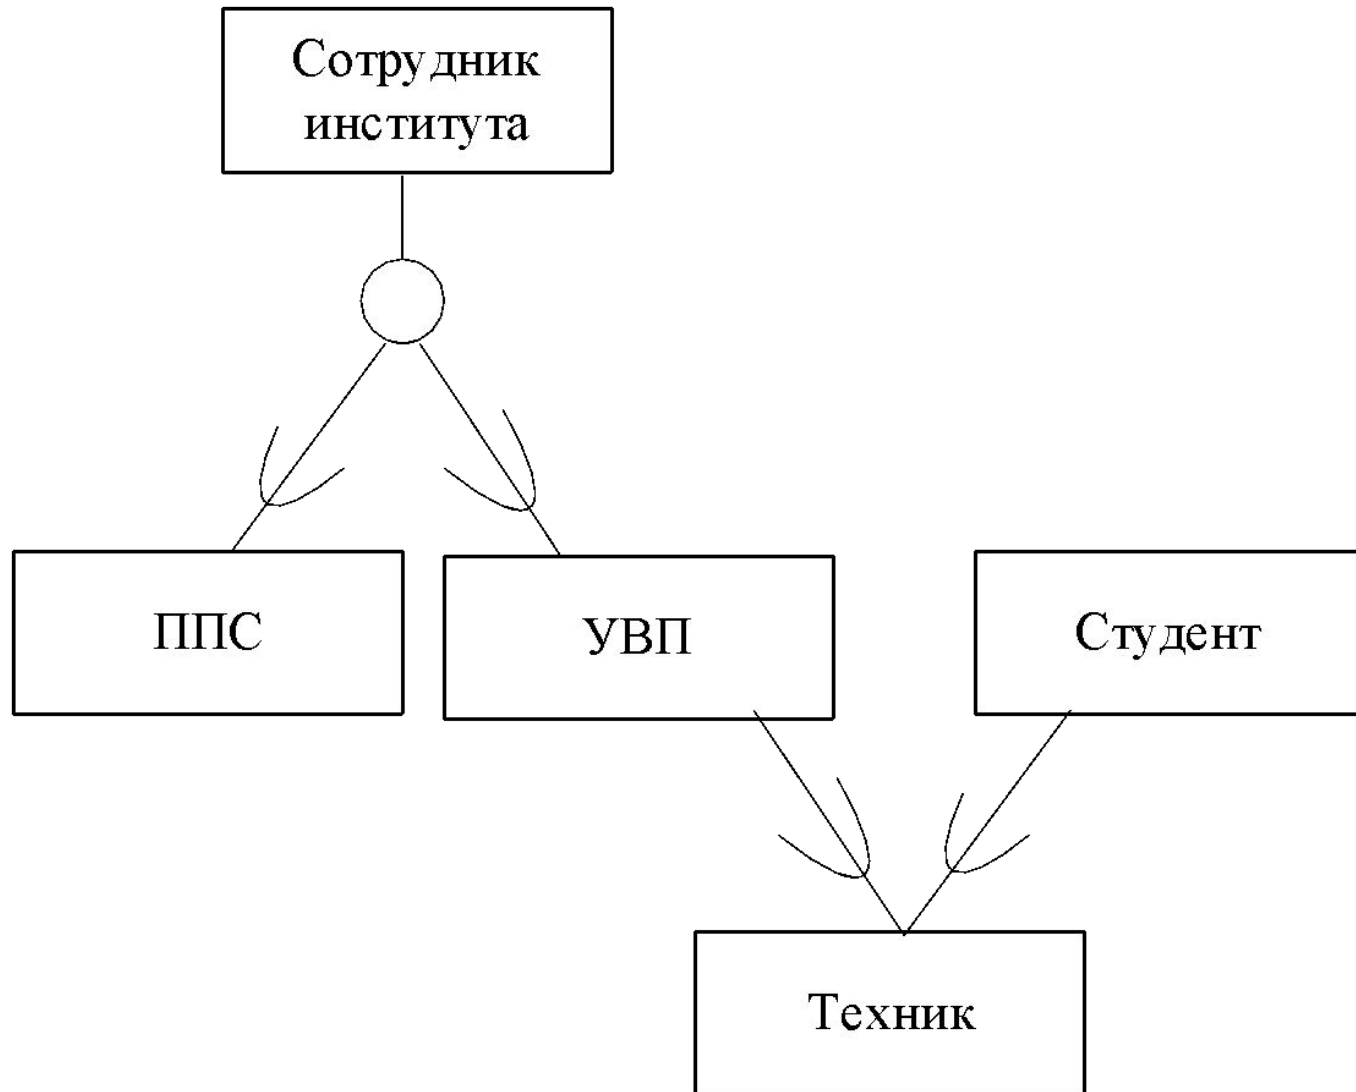 Сотрудник
института
ППС
УВП
Студент
Техник